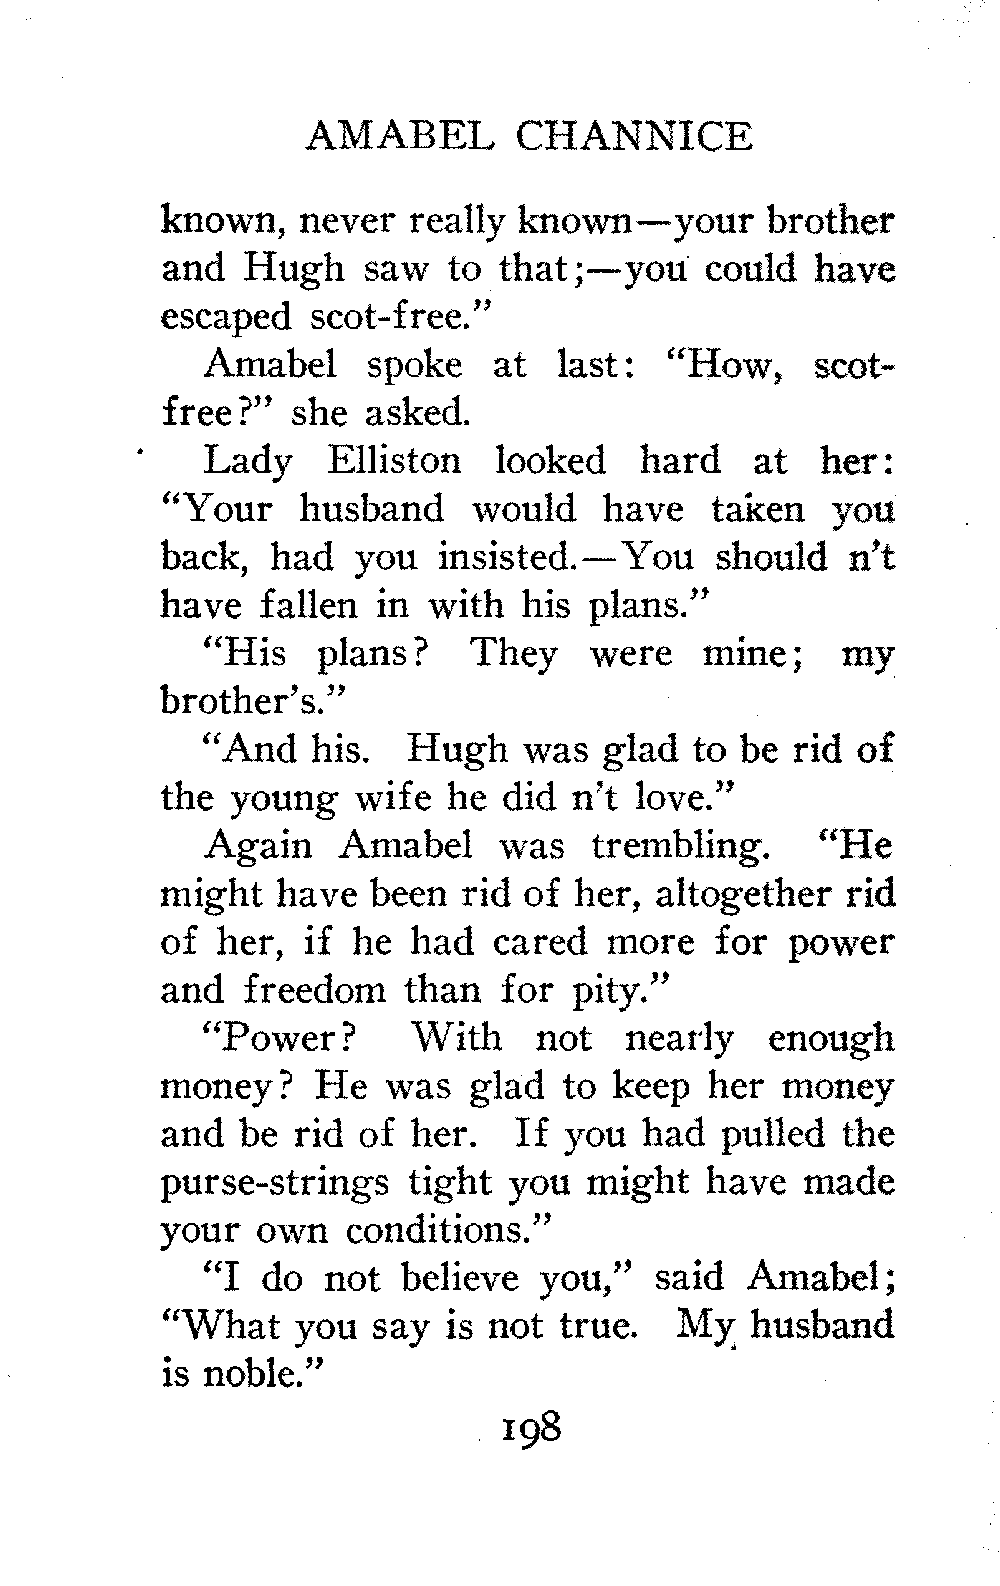 AMABEL CHANNICE
known, never really known—your brother
and Hugh saw to that;—you could have
escaped scot-free."
Amabel spoke at last: "How, scot-
free?" she asked.
Lady Elliston looked hard at her:
"Your husband would have taken you
back, had you insisted.—You should n't
have fallen in with his plans."
"His plans? They were mine; my
brother's."
"And his. Hugh was glad to be rid of
the young wife he did n't love."
Again Amabel was trembling. "He
might have been rid of her, altogether rid
of her, if he had cared more for power
and freedom than for pity."
"Power? With not nearly enough
money? He was glad to keep her money
and be rid of her. If you had pulled the
purse-strings tight you might have made
your own conditions."
"I do not believe you," said Amabel;
"What you say is not true. My husband
is noble."
198